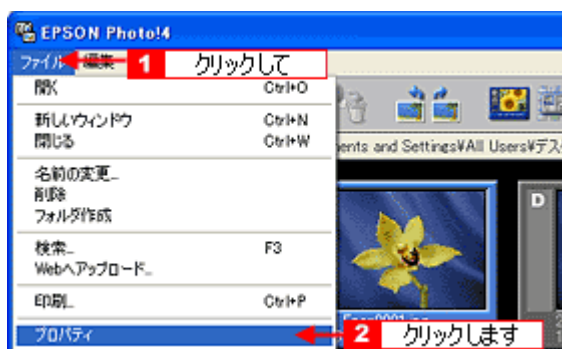 EPSON Photo!4
ファイル 編集
1 クリックして
開く Ctrl+O
新しいウィンドウ Ctrl+N
閉じる Ctrl+W
ents and Settings¥All Users¥デス
名前の変更...
削除
フォルダ作成
D
検索... F3
Webへアップロード...
印刷... Ctrl+P
プロパティ
2 クリックします